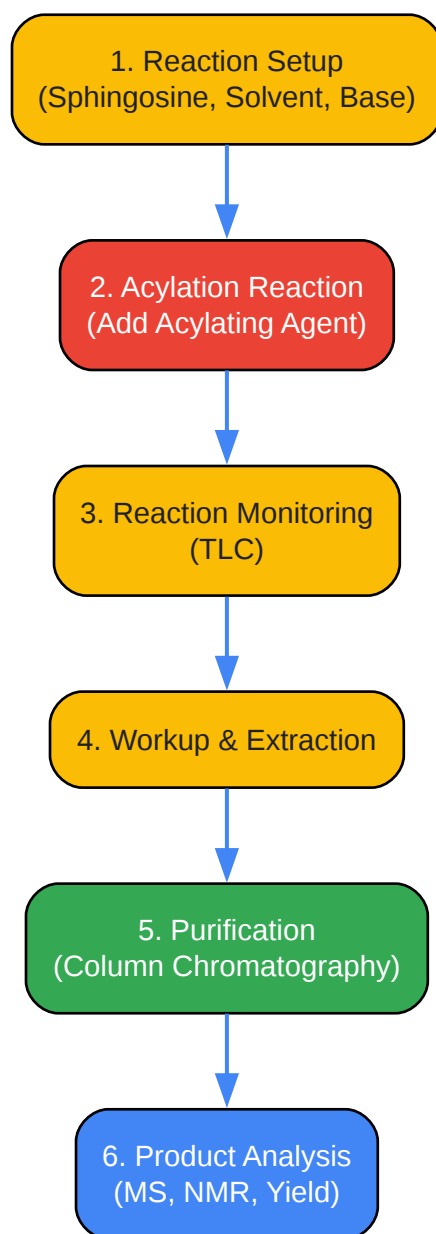 1. Reaction Setup
(Sphingosine, Solvent, Base)
2. Acylation Reaction
(Add Acylating Agent)
3. Reaction Monitoring
(TLC)
4. Workup & Extraction
5. Purification
(Column Chromatography)
6. Product Analysis
(MS, NMR, Yield)